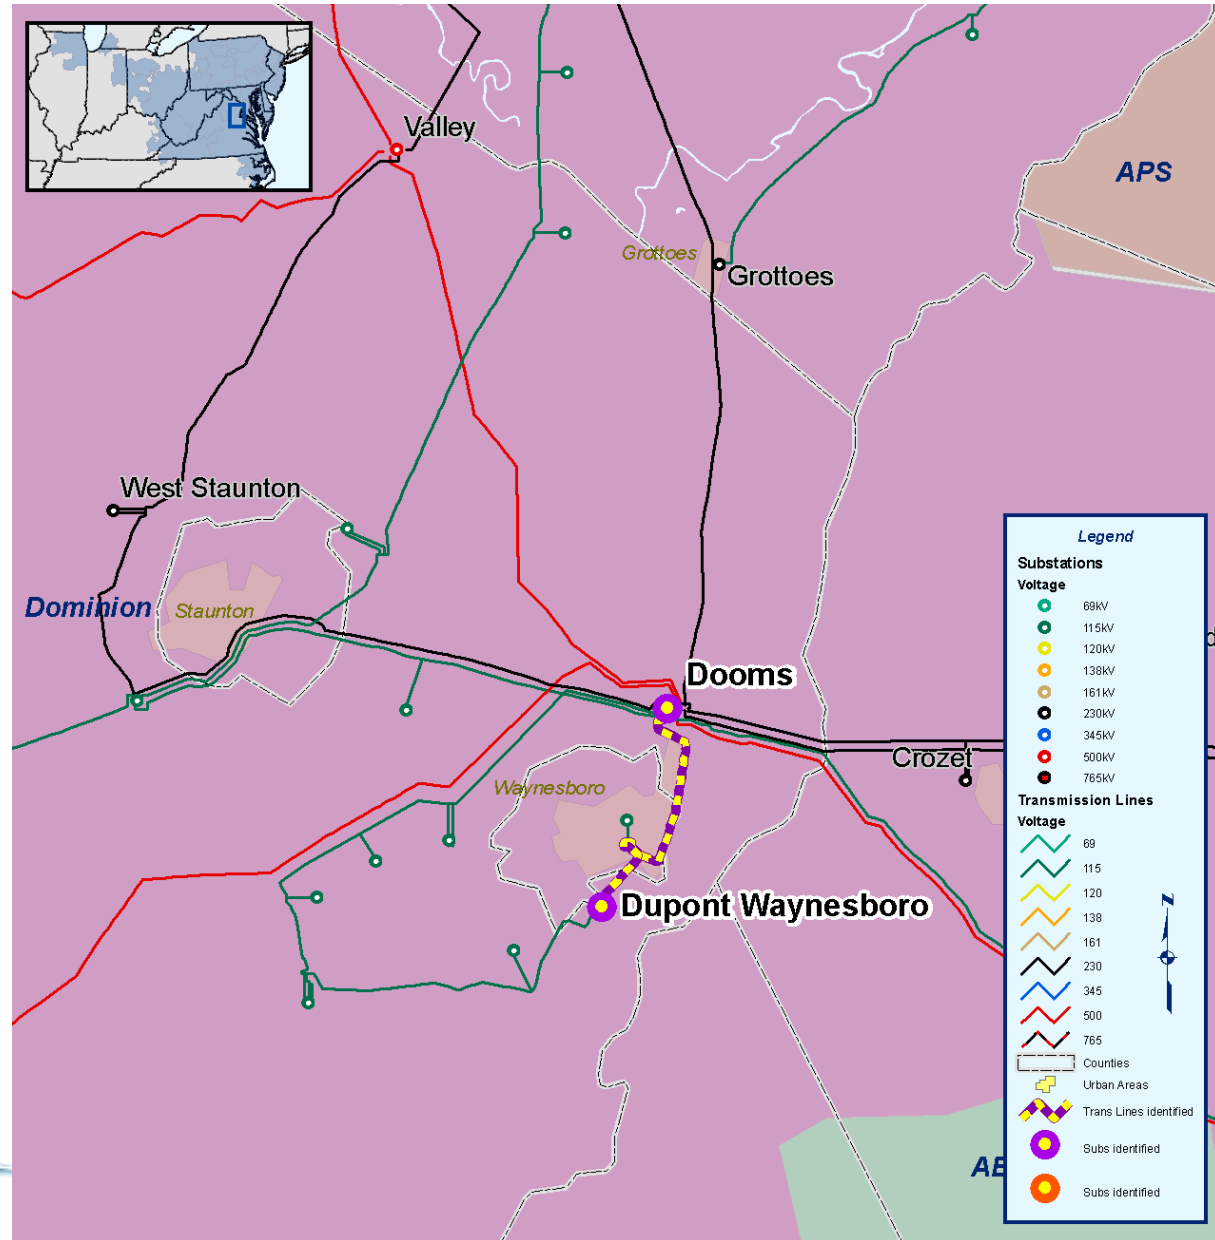 Valley
APS
Grottoes
Grottoes
West Staunton
Dominion
Staunton
Dooms
Crozet
Waynesboro
Dupont Waynesboro
Legend
Substations
Voltage
69kV
115kV
120kV
138kV
161kV
230kV
345kV
500kV
765kV
Transmission Lines
Voltage
69
115
120
138
161
230
345
500
765
Counties
Urban Areas
Trans Lines identified
Subs identified
Subs identified